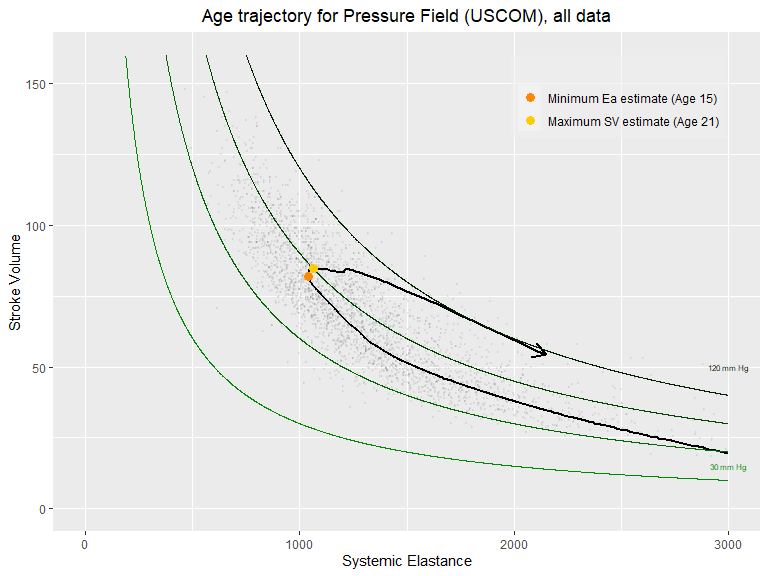 Age trajectory for Pressure Field (USCOM), all data
150
Minimum Ea estimate (Age 15)
Maximum SV estimate (Age 21)
100
Stroke Volume
50
120 mm Hg
30 mm Hg
0
0 1000 2000 3000
Systemic Elastance